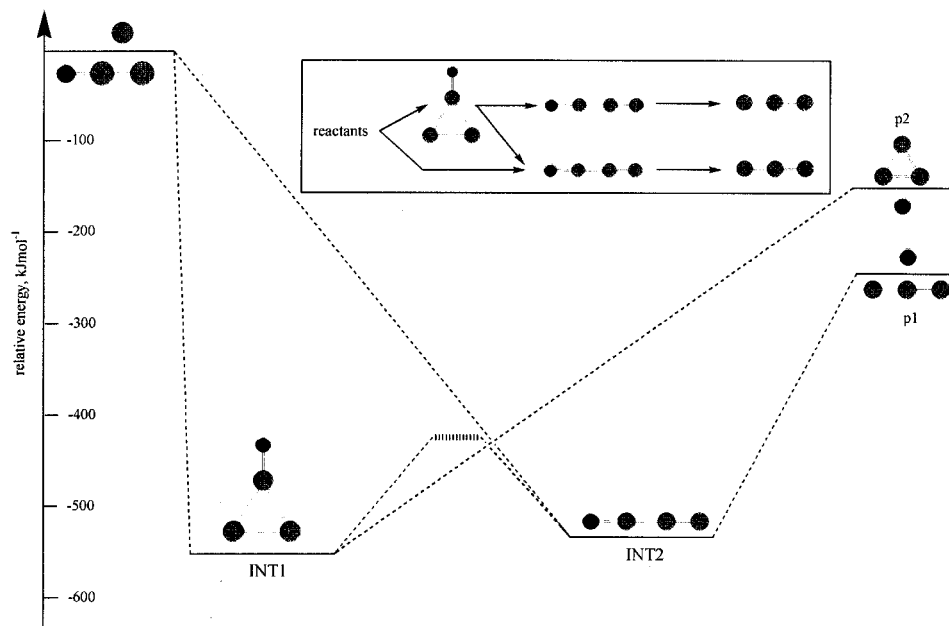 reactants
p2
p1
relative energy, kJmol-1
-100
-200
-300
-400
-500
-600
INT1
INT2